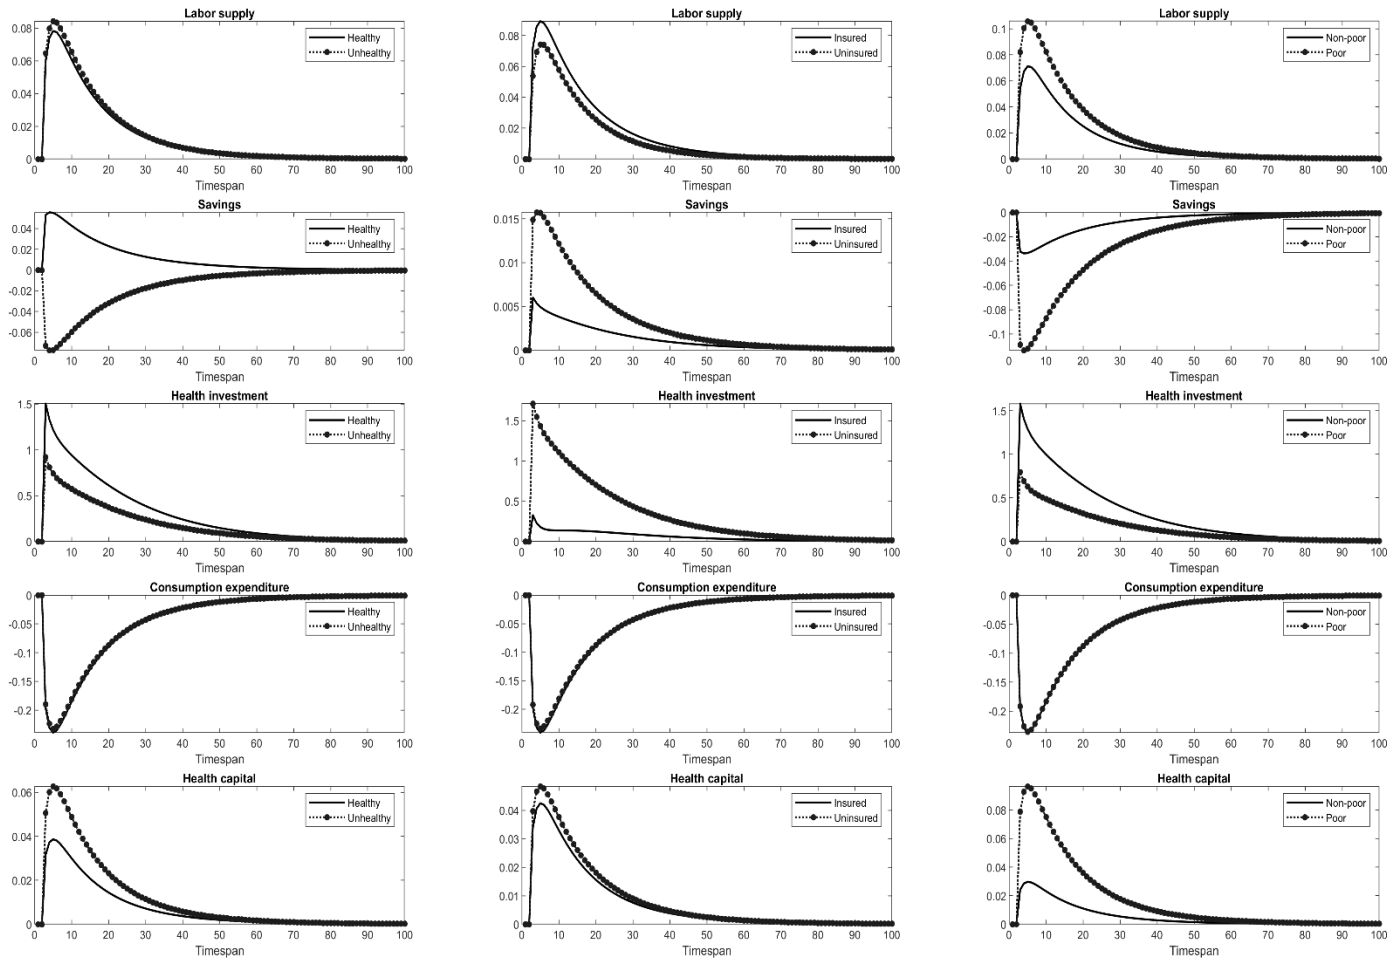 Labor supply
0.08
0.06
0.04
0.02
0
Healthy
Unhealthy
0 10 20 30 40 50 60 70 80 90 100
Timespan
Labor supply
0.08
0.06
0.04
0.02
0
Insured
Uninsured
0 10 20 30 40 50 60 70 80 90 100
Timespan
Labor supply
0.1
0.08
0.06
0.04
0.02
0
Non-poor
Poor
0 10 20 30 40 50 60 70 80 90 100
Timespan
Savings
0.04
0.02
0
-0.02
-0.04
-0.06
Healthy
Unhealthy
0 10 20 30 40 50 60 70 80 90 100
Timespan
Savings
0.015
0.01
0.005
0
Insured
Uninsured
0 10 20 30 40 50 60 70 80 90 100
Timespan
Savings
0
-0.02
-0.04
-0.06
-0.08
-0.1
Non-poor
Poor
0 10 20 30 40 50 60 70 80 90 100
Timespan
Health investment
1.5
1
0.5
0
Healthy
Unhealthy
0 10 20 30 40 50 60 70 80 90 100
Timespan
Health investment
1.5
1
0.5
0
Insured
Uninsured
0 10 20 30 40 50 60 70 80 90 100
Timespan
Health investment
1.5
1
0.5
0
Non-poor
Poor
0 10 20 30 40 50 60 70 80 90 100
Timespan
Consumption expenditure
0
-0.05
-0.1
-0.15
-0.2
Healthy
Unhealthy
0 10 20 30 40 50 60 70 80 90 100
Timespan
Consumption expenditure
0
-0.05
-0.1
-0.15
-0.2
Insured
Uninsured
0 10 20 30 40 50 60 70 80 90 100
Timespan
Consumption expenditure
0
-0.05
-0.1
-0.15
-0.2
Non-poor
Poor
0 10 20 30 40 50 60 70 80 90 100
Timespan
Health capital
0.06
0.04
0.02
0
Healthy
Unhealthy
0 10 20 30 40 50 60 70 80 90 100
Timespan
Health capital
0.04
0.03
0.02
0.01
0
Insured
Uninsured
0 10 20 30 40 50 60 70 80 90 100
Timespan
Health capital
0.08
0.06
0.04
0.02
0
Non-poor
Poor
0 10 20 30 40 50 60 70 80 90 100
Timespan